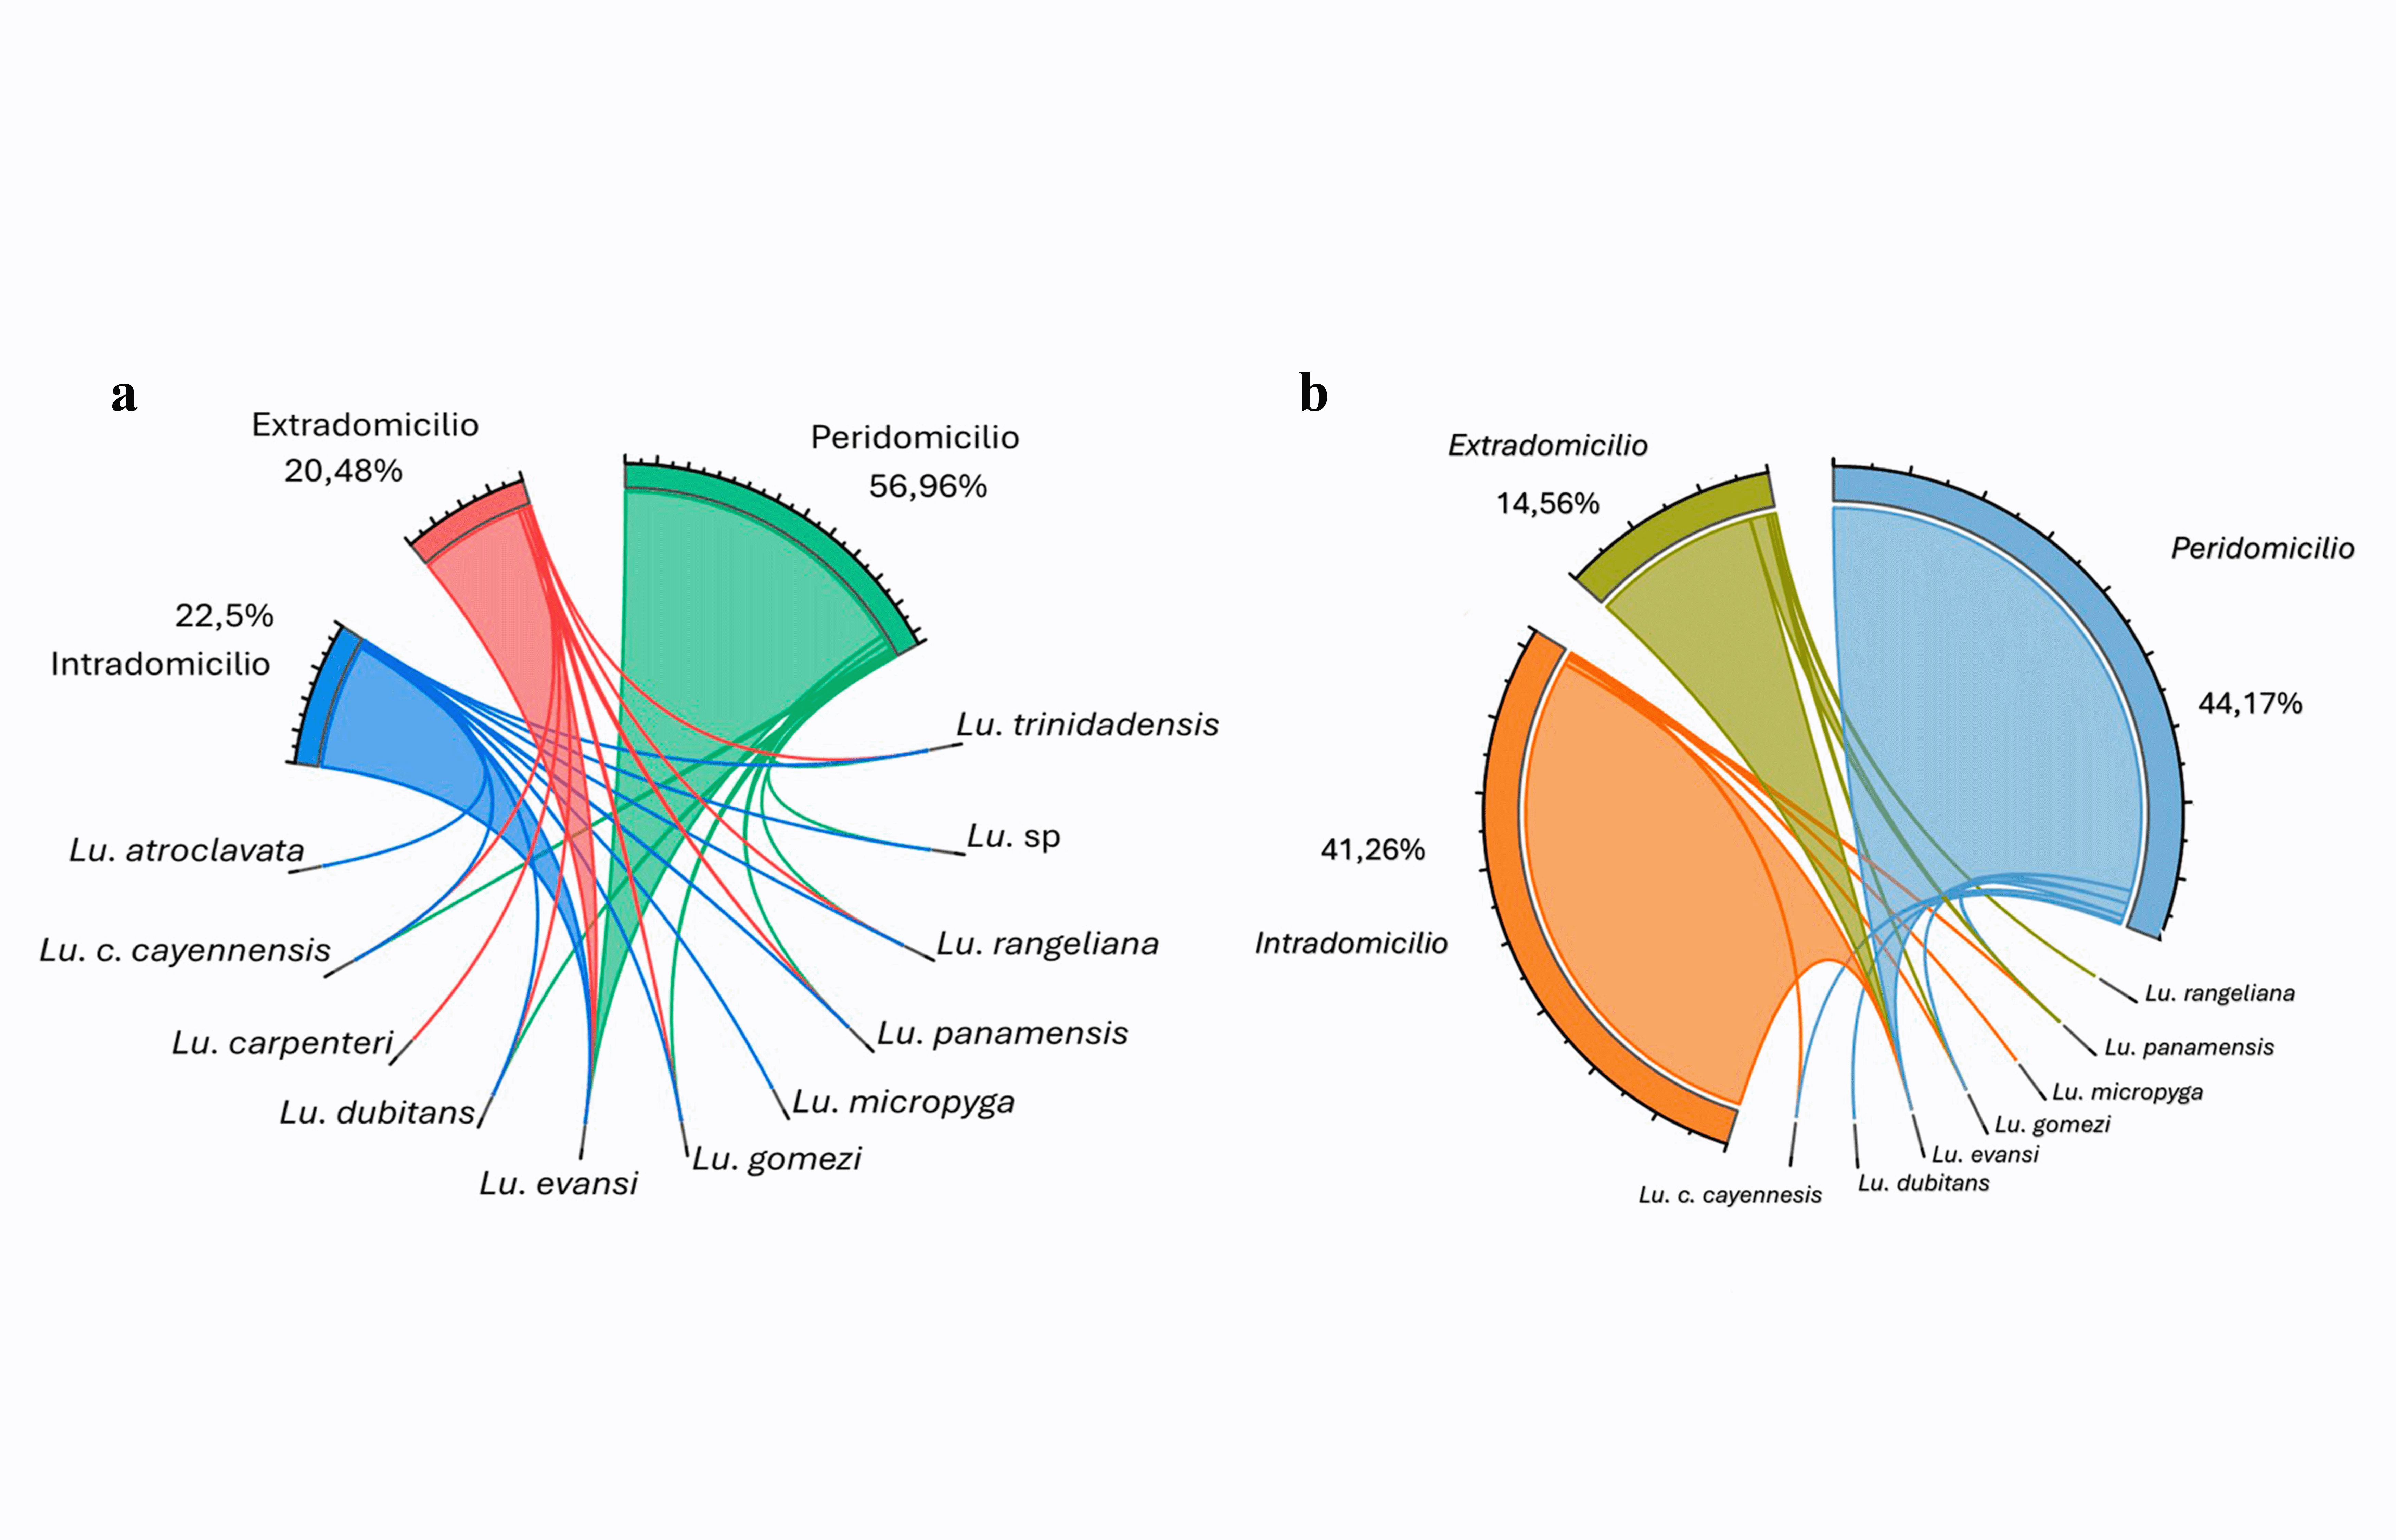 a
Extradomicilio
20,48%
Peridomicilio
56,96%
22,5%
Intradomicilio
Lu. trinidadensis
Lu. sp
Lu. atroclavata
Lu. rangeliana
Lu. c. cayennensis
Lu. panamensis
Lu. carpenteri
Lu. micropyga
Lu. dubitans
Lu. gomezi
Lu. evansi
b
Extradomicilio
14,56%
Peridomicilio
44,17%
41,26%
Intradomicilio
Lu. rangeliana
Lu. panamensis
Lu. micropyga
Lu. gomezi
Lu. evansi
Lu. dubitans
Lu. c. cayennesis